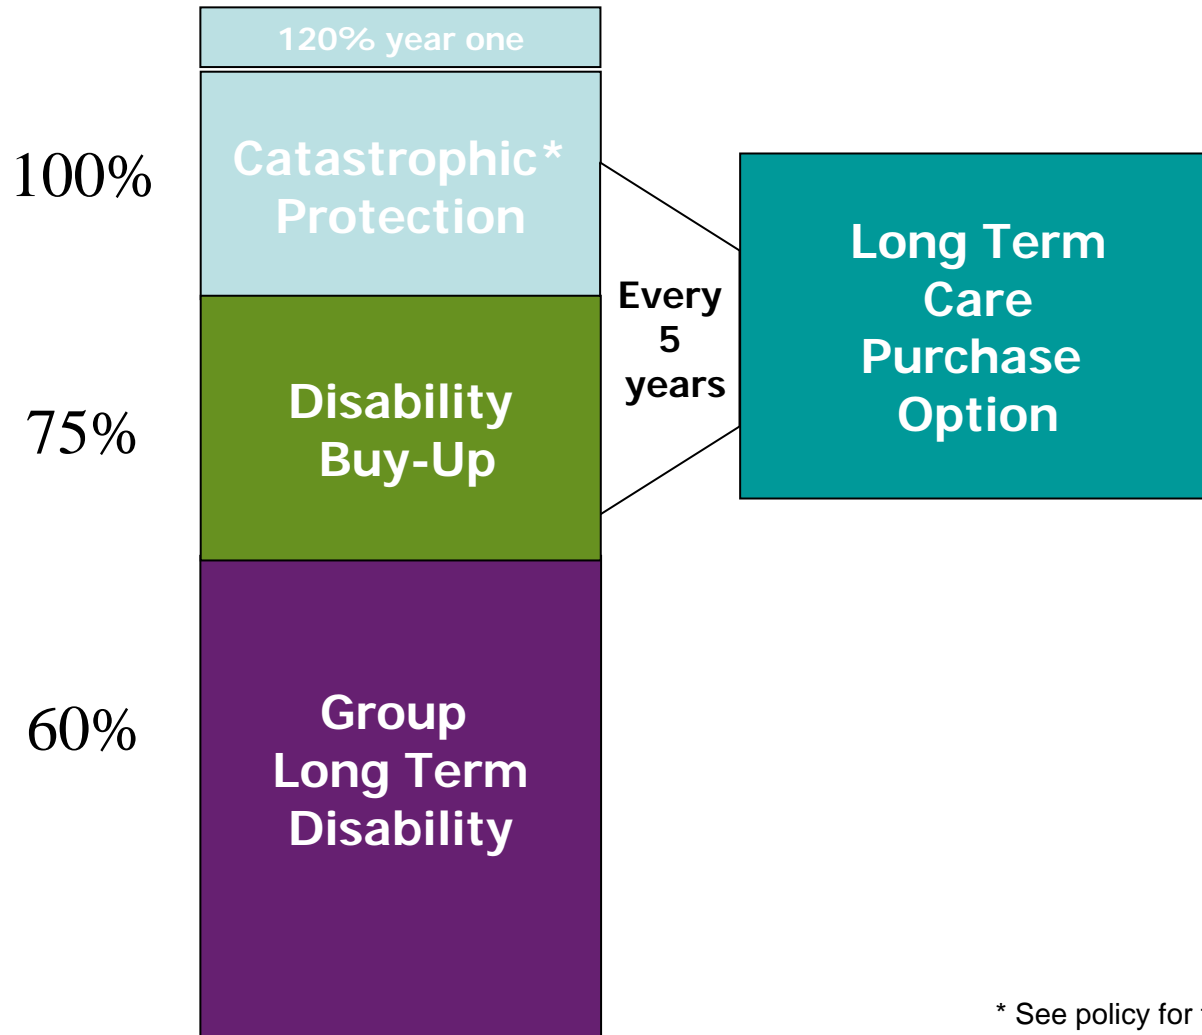 120% year one
100%
Catastrophic*
Protection
Long Term
Care
Purchase
Option
Every
5
years
75%
Disability
Buy-Up
60%
Group
Long Term
Disability
* See policy for